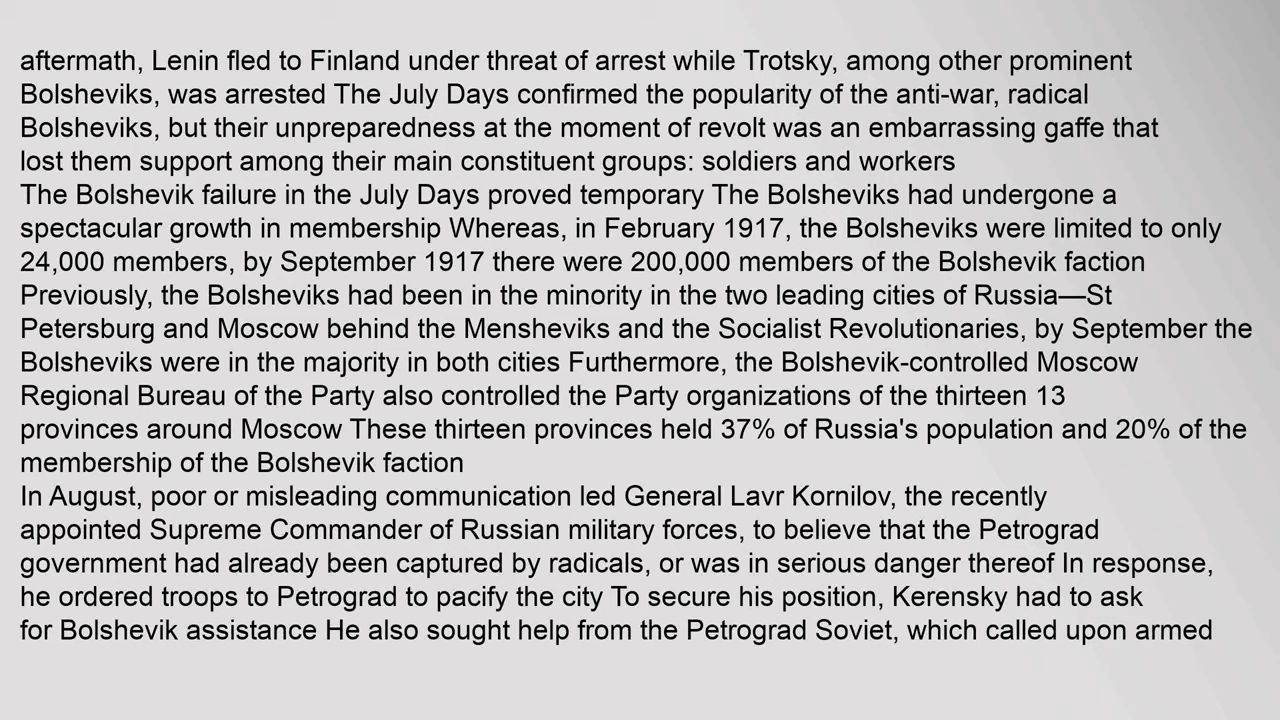 aftermath, Lenin fled to Finland under threat of arrest while Trotsky, among other prominent
Bolsheviks, was arrested The July Days confirmed the popularity of the anti-war, radical
Bolsheviks, but their unpreparedness at the moment of revolt was an embarrassing gaffe that
lost them support among their main constituent groups: soldiers and workers
The Bolshevik failure in the July Days proved temporary The Bolsheviks had undergone a
spectacular growth in membership Whereas, in February 1917, the Bolsheviks were limited to only
24,000 members, by September 1917 there were 200,000 members of the Bolshevik faction
Previously, the Bolsheviks had been in the minority in the two leading cities of Russia—St
Petersburg and Moscow behind the Mensheviks and the Socialist Revolutionaries, by September the
Bolsheviks were in the majority in both cities Furthermore, the Bolshevik-controlled Moscow
Regional Bureau of the Party also controlled the Party organizations of the thirteen 13
provinces around Moscow These thirteen provinces held 37% of Russia's population and 20% of the
membership of the Bolshevik faction
In August, poor or misleading communication led General Lavr Kornilov, the recently
appointed Supreme Commander of Russian military forces, to believe that the Petrograd
government had already been captured by radicals, or was in serious danger thereof In response,
he ordered troops to Petrograd to pacify the city To secure his position, Kerensky had to ask
for Bolshevik assistance He also sought help from the Petrograd Soviet, which called upon armed